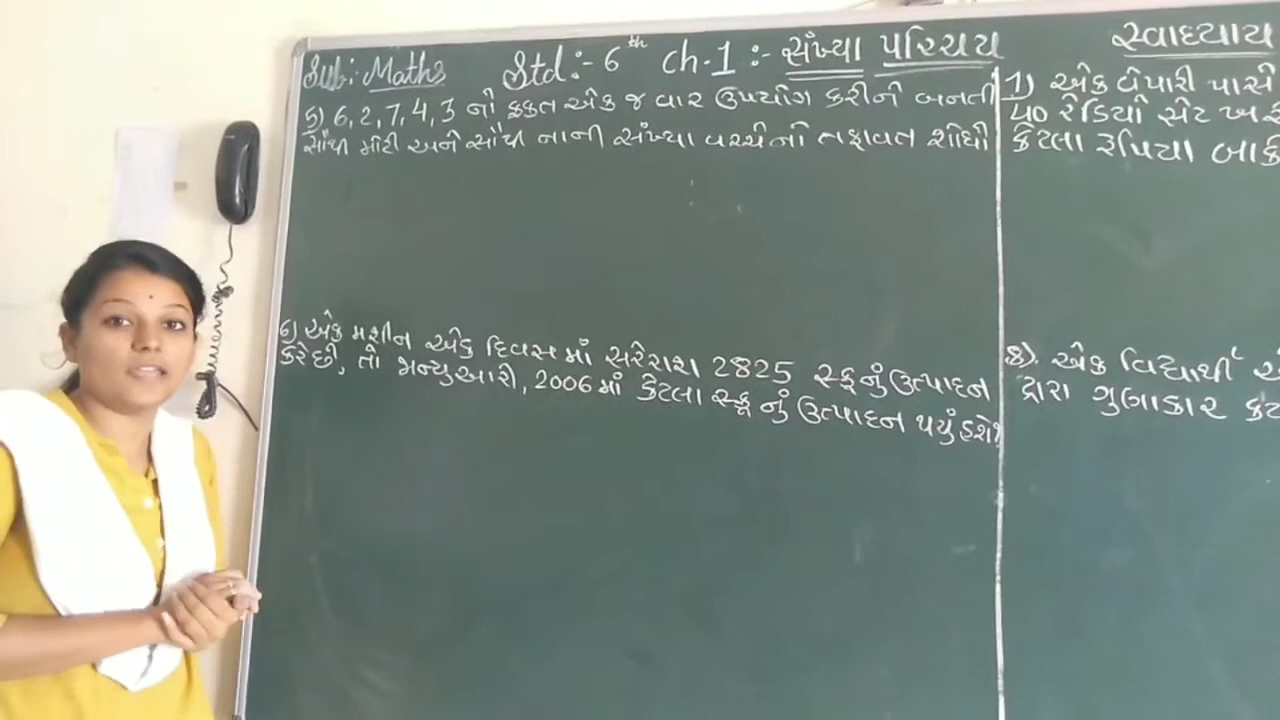 Sub: Maths Std :- 6th ch.1 :- સંખ્યા પરિચય સ્વાધ્યાય
5) 6, 2, 7, 4, 3 નો ફકત એક જ વાર ઉપયોગ કરીને બનતી
સૌથી મોટી અને સૌથી નાની સંખ્યા વચ્ચેનો તફાવત શોધો
6) એક મશીન એક દિવસમાં સરેરાશ 2825 સ્ક્રૂનું ઉત્પાદન
કરે છે, તો જાન્યુઆરી, 2006 માં કેટલા સ્ક્રૂનું ઉત્પાદન થયું હશે?
એક વેપારી પાસે
40 રેડિયો સેટ
કેટલા રૂપિયા
8). એક વિદ્યાર્થી
દ્વારા ગુણાકાર